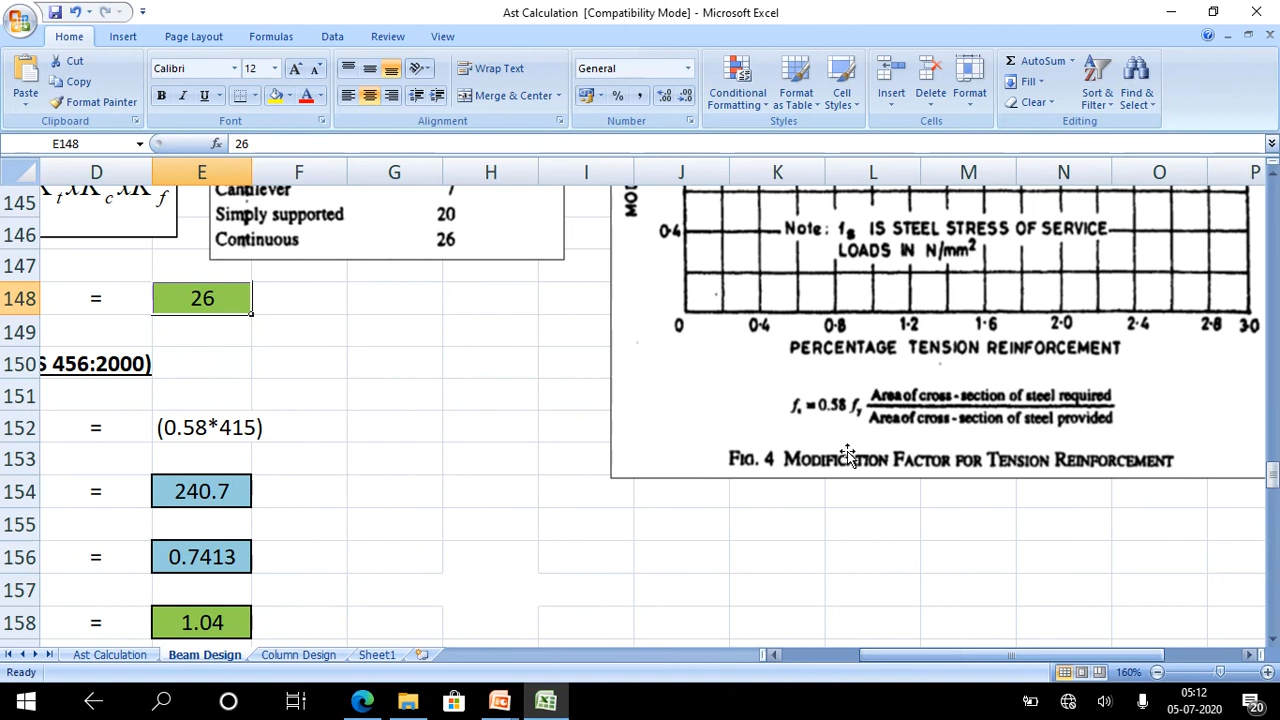 Ast Calculation [Compatibility Mode] - Microsoft Excel
Home Insert Page Layout Formulas Data Review View
Paste
Cut
Copy
Format Painter
Clipboard
Calibri 12
B I U
Font
Wrap Text
Merge & Center
Alignment
General
Number
Conditional Formatting
Format as Table
Cell Styles
Styles
Insert Delete Format
Cells
AutoSum
Fill
Clear
Sort & Filter
Find & Select
Editing
E148 fx 26
D E F G H I J K L M N O P
145 Cantilever 7
146 Simply supported 20
Continuous 26
147
148 = 26
149
150 S 456:2000)
151
152 = (0.58*415)
153
154 = 240.7
155
156 = 0.7413
157
158 = 1.04
0.4
Note: fs IS STEEL STRESS OF SERVICE
LOADS IN N/mm2
0 0.4 0.8 1.2 1.6 2.0 2.4 2.8 3.0
PERCENTAGE TENSION REINFORCEMENT
fs = 0.58 fy Area of cross-section of steel required
Area of cross-section of steel provided
FIG. 4 MODIFICATION FACTOR FOR TENSION REINFORCEMENT
Ast Calculation Beam Design Column Design Sheet1
Ready
160%
05:12
05-07-2020
20